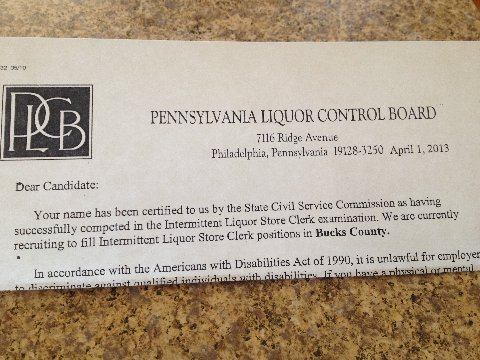 32 09/10
PLCB
PENNSYLVANIA LIQUOR CONTROL BOARD
7116 Ridge Avenue
Philadelphia, Pennsylvania 19128-3250 April 1, 2013
Dear Candidate:
Your name has been certified to us by the State Civil Service Commission as having
successfully competed in the Intermittent Liquor Store Clerk examination. We are currently
recruiting to fill Intermittent Liquor Store Clerk positions in Bucks County.
In accordance with the Americans with Disabilities Act of 1990, it is unlawful for employer
to discriminate against qualified individuals with disabilities. If you have a physical or mental